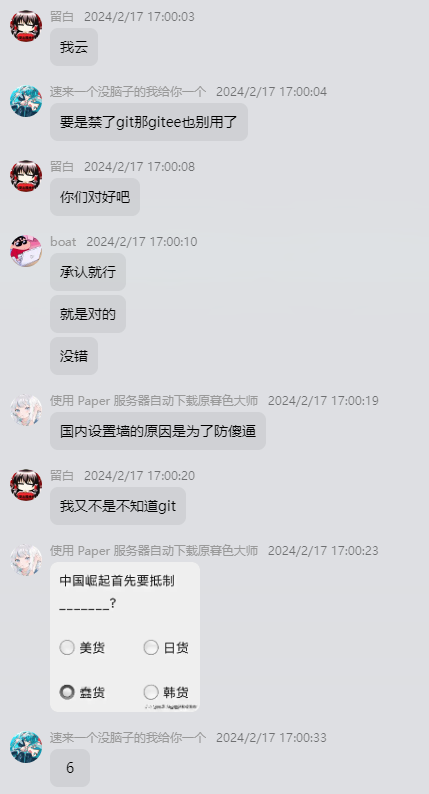 留白 2024/2/17 17:00:03
我云
速来一个没脑子的我给你一个 2024/2/17 17:00:04
要是禁了git那gitee也别用了
留白 2024/2/17 17:00:08
你们对好吧
boat 2024/2/17 17:00:10
承认就行
就是对的
没错
使用 Paper 服务器自动下载原暮色大师 2024/2/17 17:00:19
国内设置墙的原因是为了防傻逼
留白 2024/2/17 17:00:20
我又不是不知道git
使用 Paper 服务器自动下载原暮色大师 2024/2/17 17:00:23
中国崛起首先要抵制
_______?
美货 日货
蠢货 韩货
速来一个没脑子的我给你一个 2024/2/17 17:00:33
6